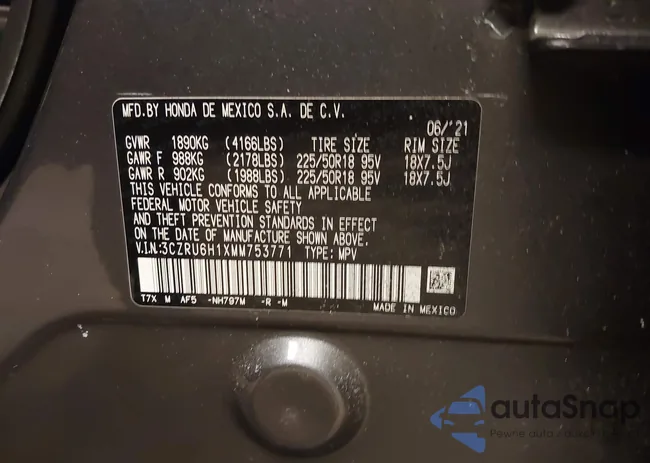 MFD.BY HONDA DE MEXICO S.A. DE C.V.
06/'21
GVWR 1890KG (4166LBS) TIRE SIZE RIM SIZE
GAWR F 988KG (2178LBS) 225/50R18 95V 18X7.5J
GAWR R 902KG (1988LBS) 225/50R18 95V 18X7.5J
THIS VEHICLE CONFORMS TO ALL APPLICABLE
FEDERAL MOTOR VEHICLE SAFETY
AND THEFT PREVENTION STANDARDS IN EFFECT
ON THE DATE OF MANUFACTURE SHOWN ABOVE.
V.I.N:3CZRU6H1XMM753771 TYPE: MPV
T7X M AF5 -NH797M -R -M
MADE IN MEXICO
autoSnap
Pewne auto